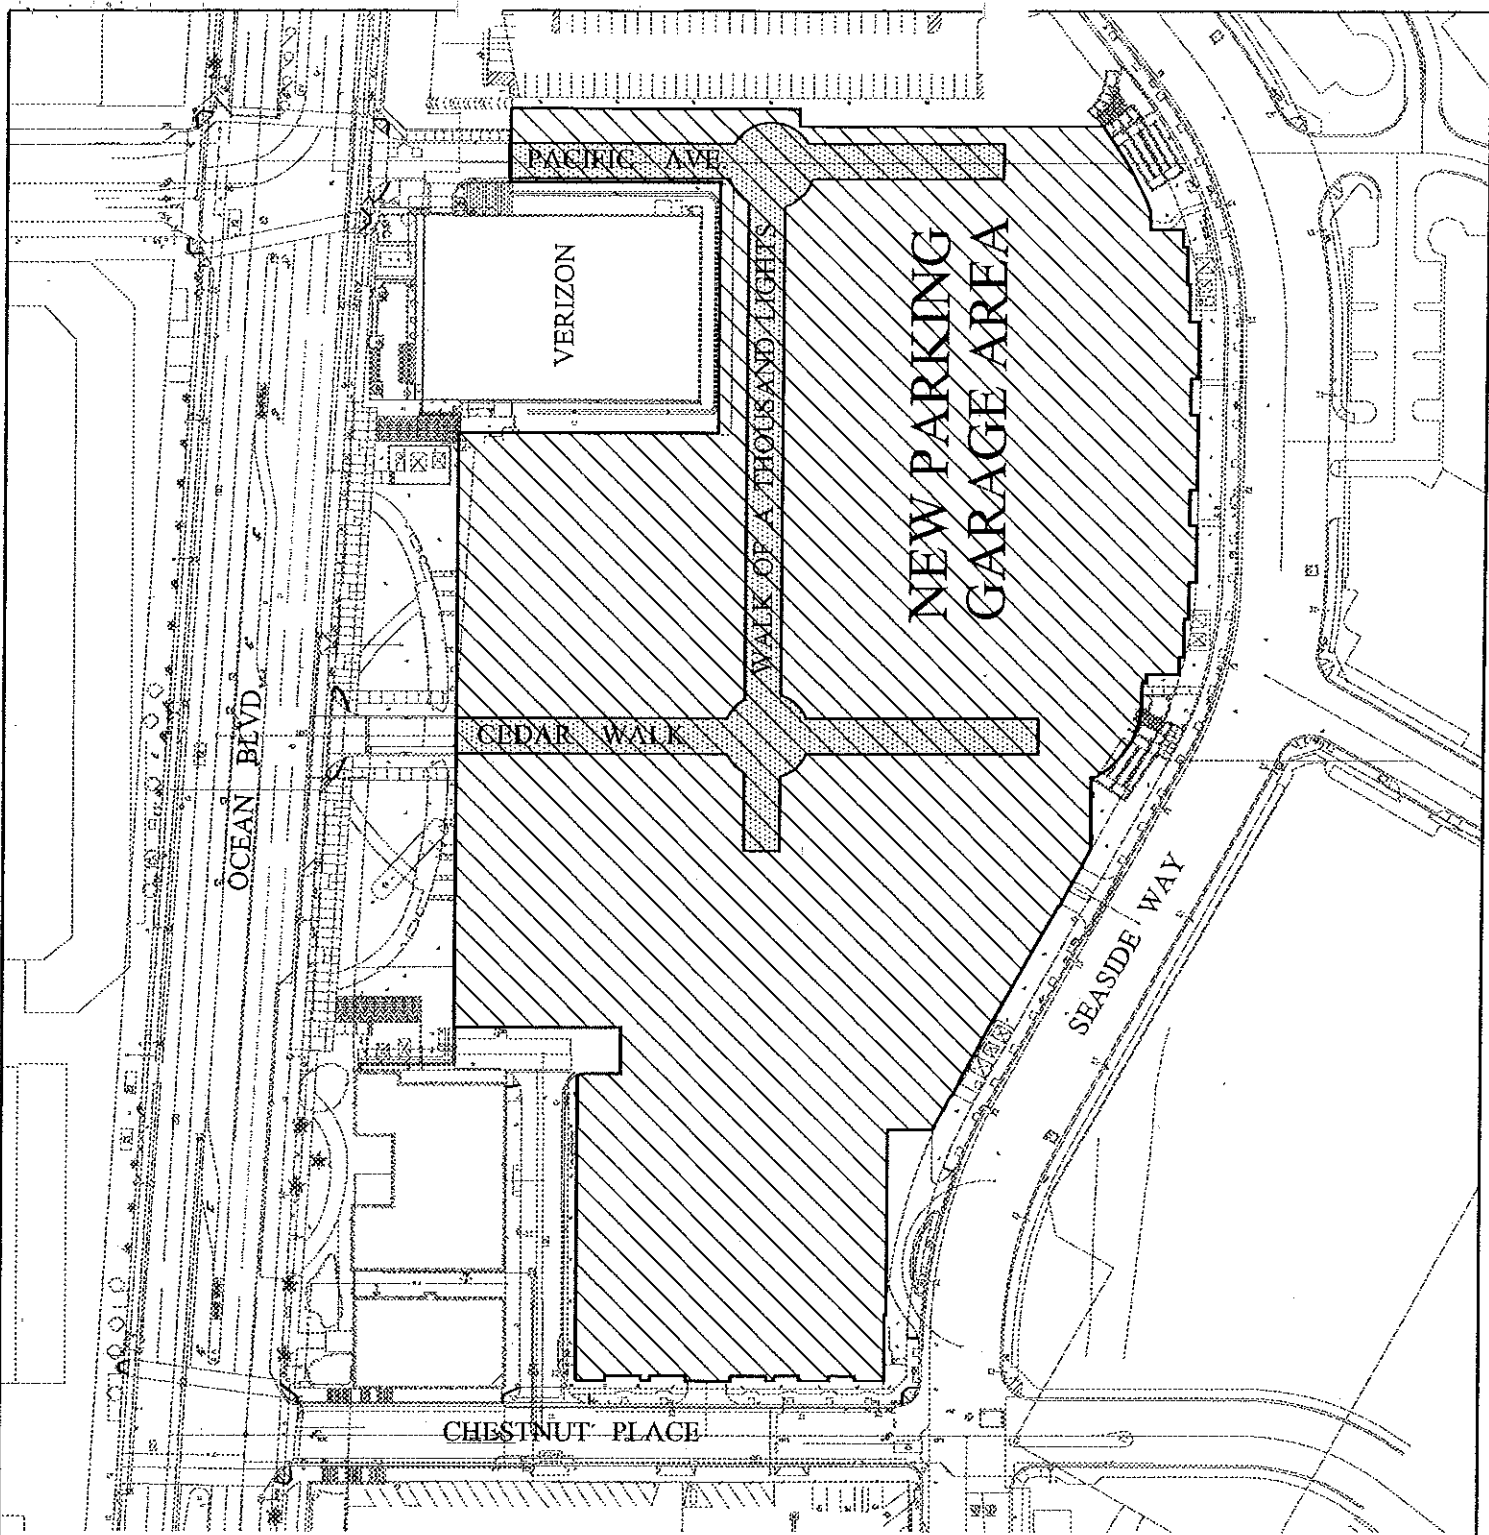 PACIFIC AVE
VERIZON
WALK OF A THOUSAND LIGHTS
NEW PARKING
GARAGE AREA
CEDAR WALK
OCEAN BLVD
SEASIDE WAY
CHESTNUT PLACE